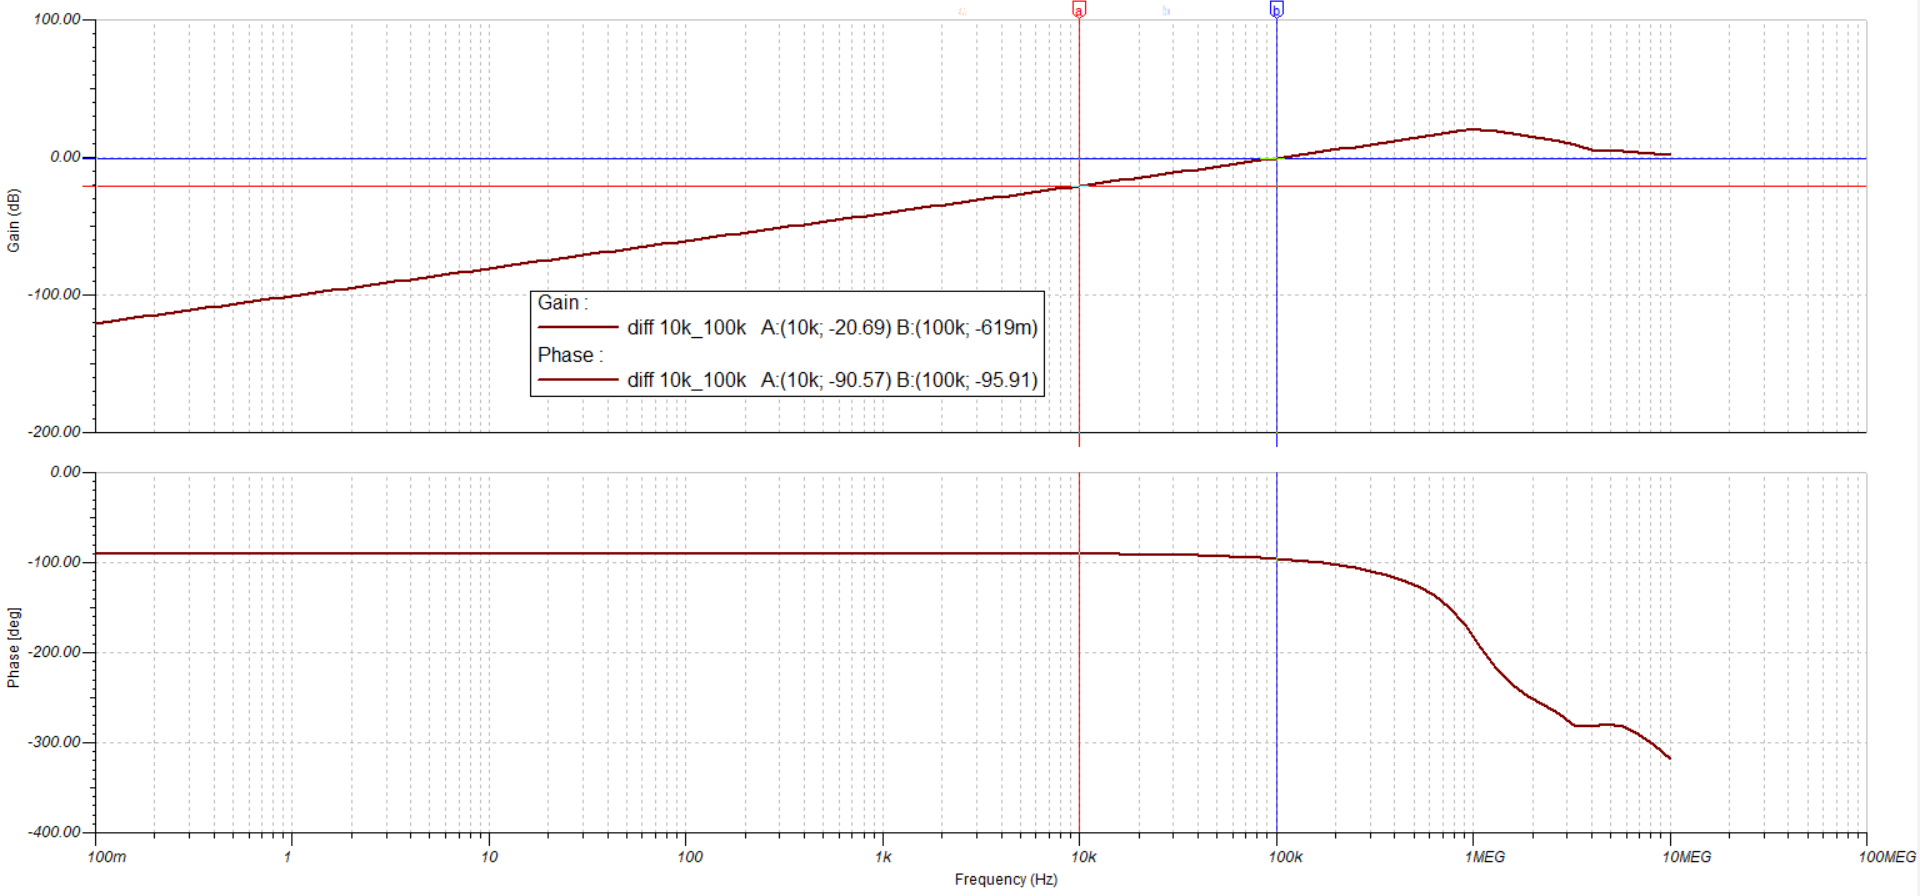 a b
100.00
0.00
-100.00
-200.00
Gain (dB)
Gain :
diff 10k_100k A:(10k; -20.69) B:(100k; -619m)
Phase :
diff 10k_100k A:(10k; -90.57) B:(100k; -95.91)
0.00
-100.00
-200.00
-300.00
-400.00
Phase [deg]
100m 1 10 100 1k 10k 100k 1MEG 10MEG 100MEG
Frequency (Hz)